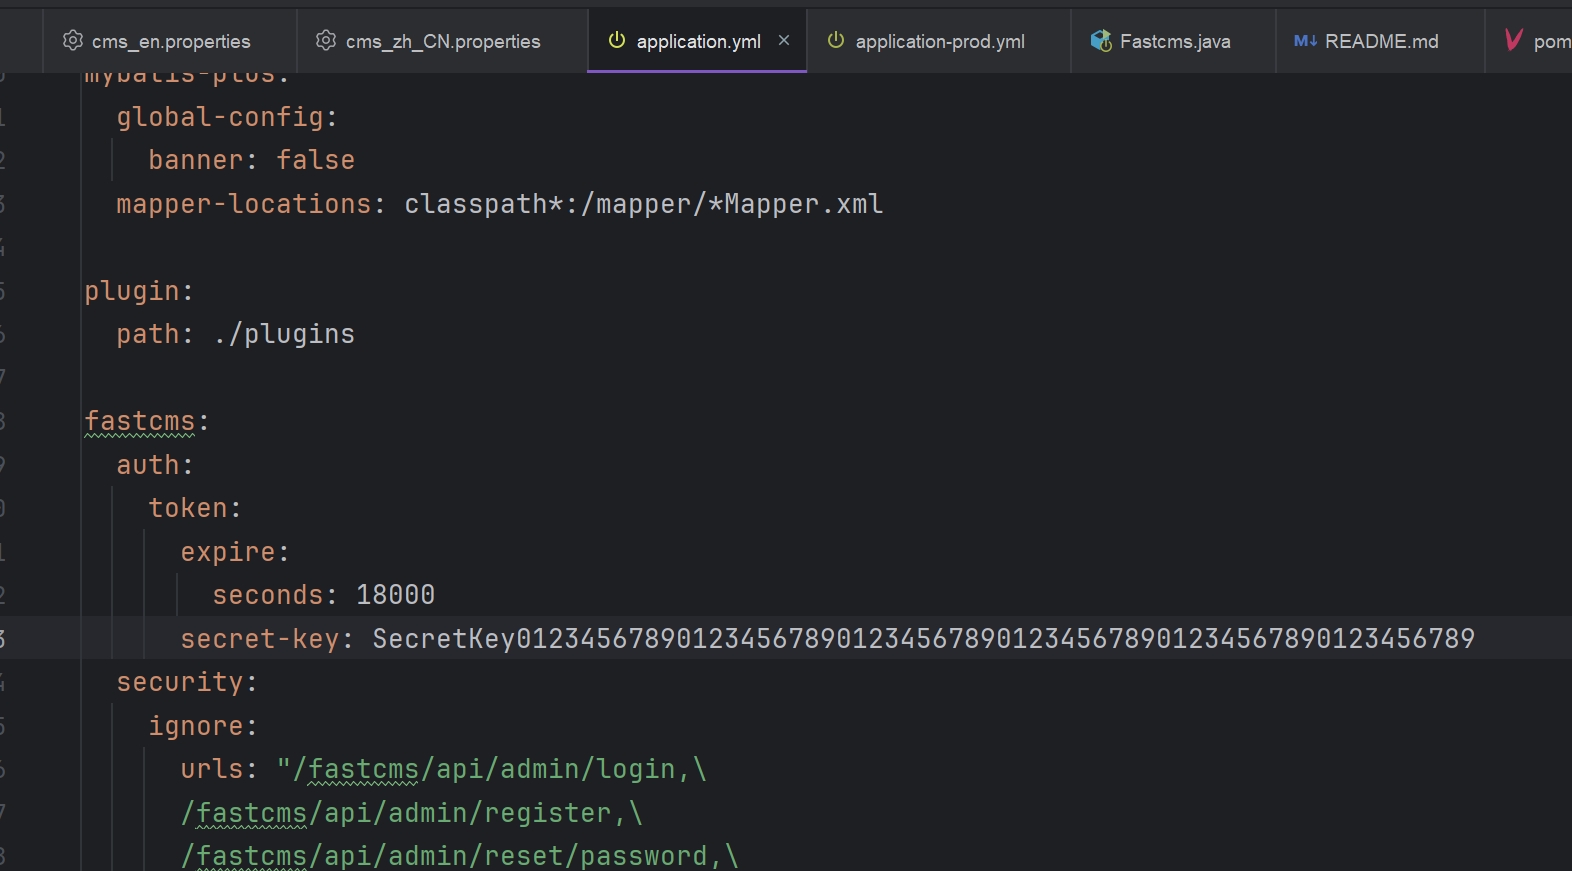 cms_en.properties cms_zh_CN.properties application.yml application-prod.yml Fastcms.java README.md pom
mybatis-plus:
global-config:
banner: false
mapper-locations: classpath*:/mapper/*Mapper.xml
plugin:
path: ./plugins
fastcms:
auth:
token:
expire:
seconds: 18000
secret-key: SecretKey012345678901234567890123456789012345678901234567890123456789
security:
ignore:
urls: "/fastcms/api/admin/login,\
/fastcms/api/admin/register,\
/fastcms/api/admin/reset/password,\